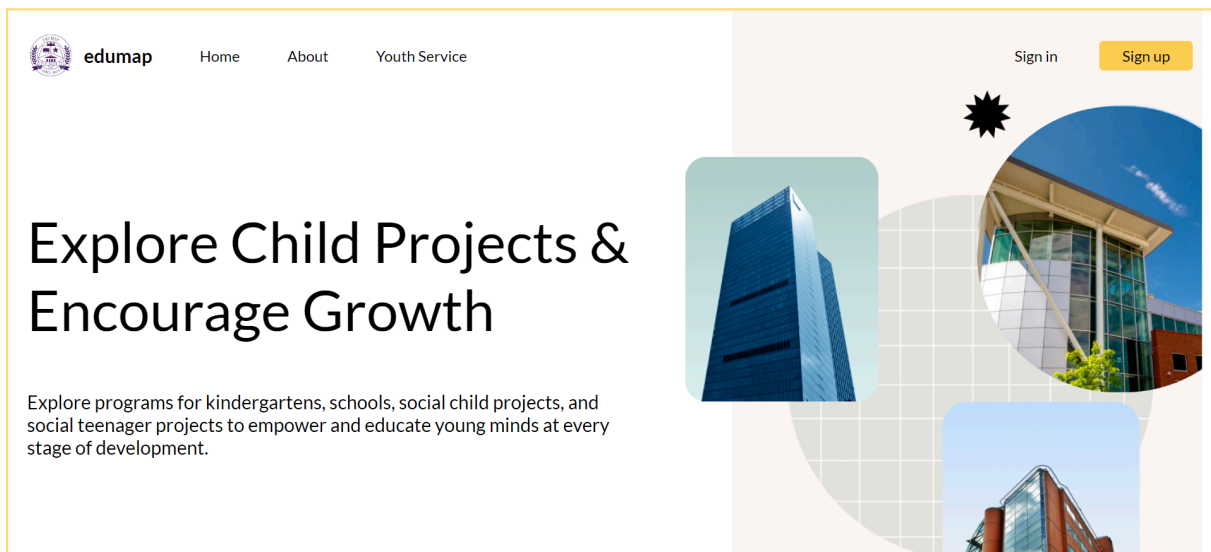 edumap
Home
About
Youth Service
Sign in
Sign up
Explore Child Projects &
Encourage Growth
Explore programs for kindergartens, schools, social child projects, and
social teenager projects to empower and educate young minds at every
stage of development.